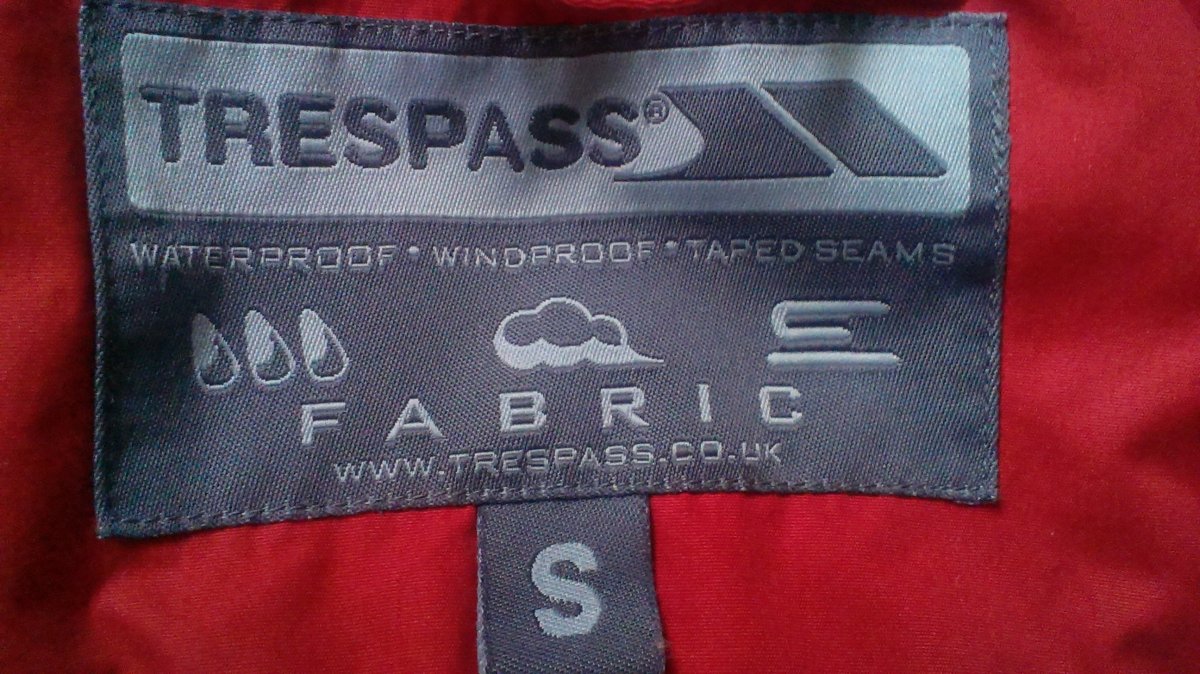 TRESPASS®
WATERPROOF • WINDPROOF • TAPED SEAMS
FABRIC
WWW.TRESPASS.CO.UK
S